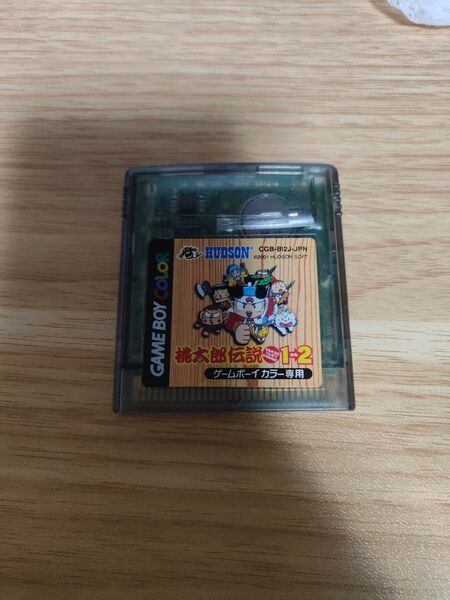 HUDSON
CGB-BI2J-JPN
©2001 HUDSON SOFT
GAME BOY COLOR
桃太郎伝説 1→2
ゲームボーイカラー専用